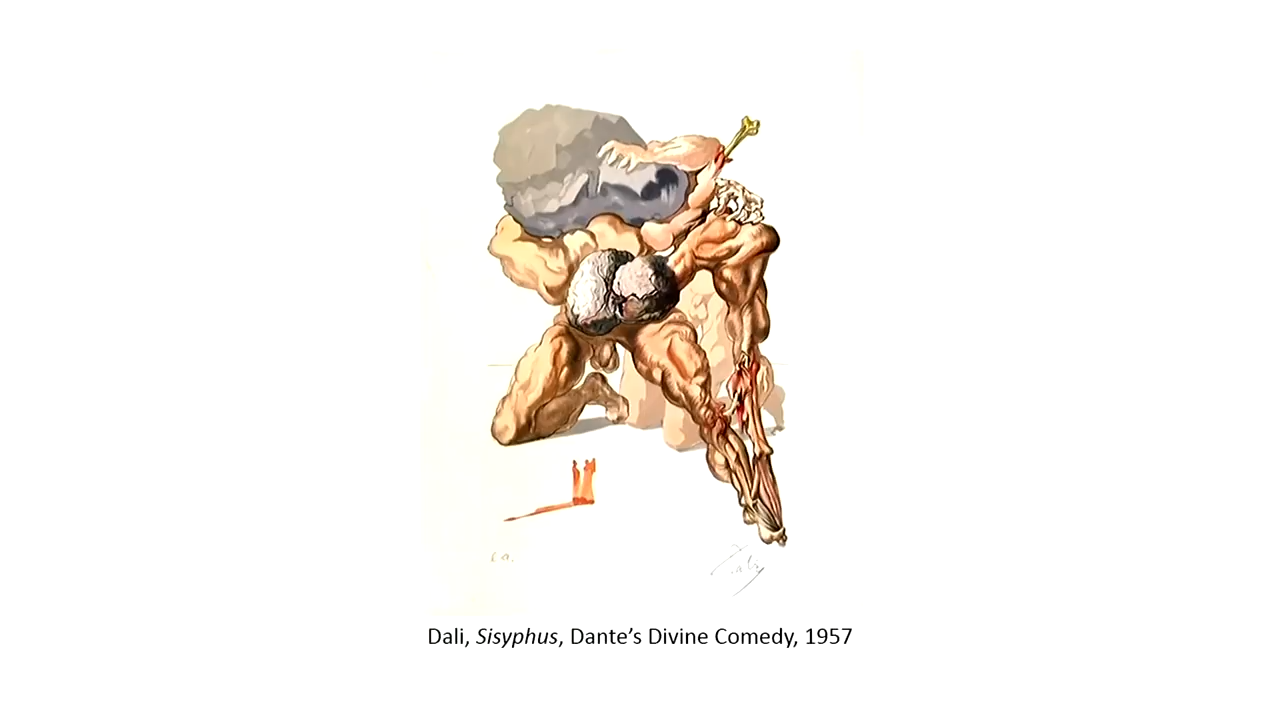 Dali, Sisyphus, Dante’s Divine Comedy, 1957